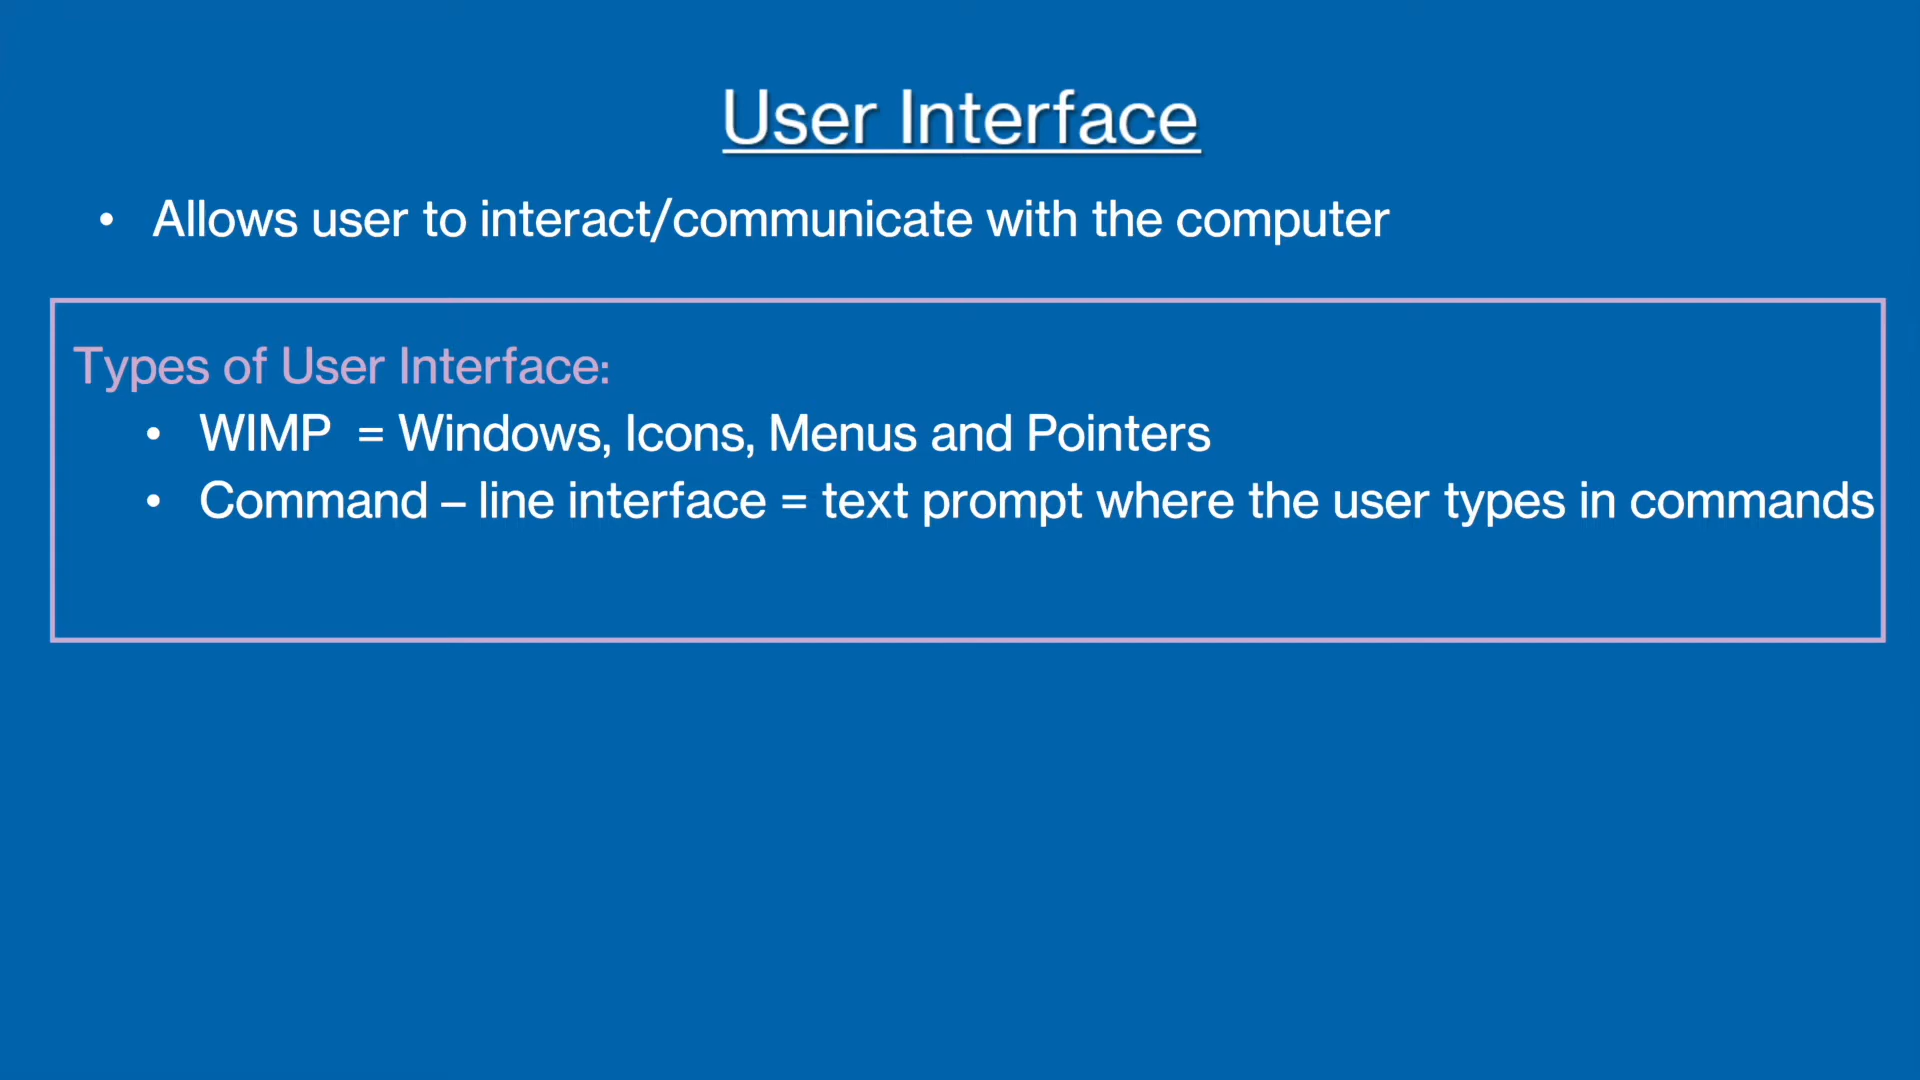 User Interface
• Allows user to interact/communicate with the computer
Types of User Interface:
• WIMP  = Windows, Icons, Menus and Pointers
• Command – line interface = text prompt where the user types in commands